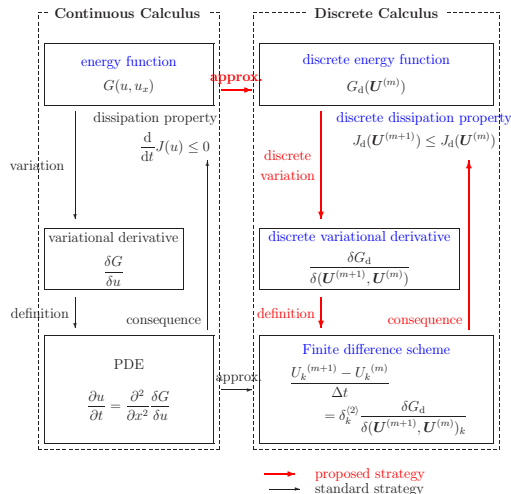 Continuous Calculus
energy function
G(u, u_x)
dissipation property
d/dt J(u) ≤ 0
variation
variational derivative
δG/δu
definition
consequence
PDE
∂u/∂t = ∂²/∂x² δG/δu
approx.
approx.
Discrete Calculus
discrete energy function
G_d(U^(m))
discrete dissipation property
J_d(U^(m+1)) ≤ J_d(U^(m))
discrete
variation
discrete variational derivative
δG_d/δ(U^(m+1), U^(m))
definition
consequence
Finite difference scheme
(U_k^(m+1) − U_k^(m))/Δt
= δ_k^⟨2⟩ δG_d/δ(U^(m+1), U^(m))_k
proposed strategy
standard strategy